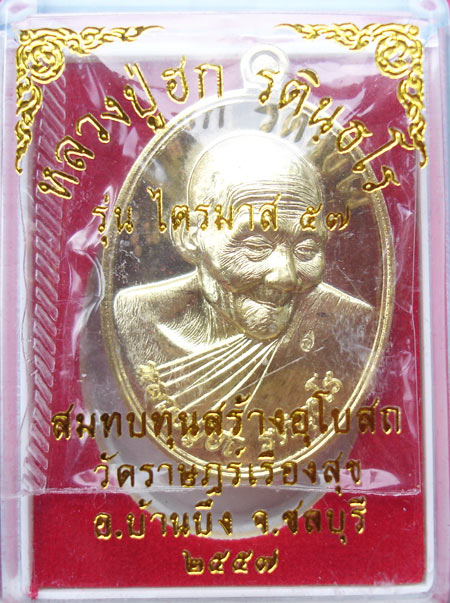 หลวงปู่ฮก รตินฺธโร
รุ่น ไตรมาส ๕๗
สมทบทุนสร้างอุโบสถ
วัดราษฎร์เรืองสุข
อ.บ้านบึง จ.ชลบุรี
๒๕๕๗